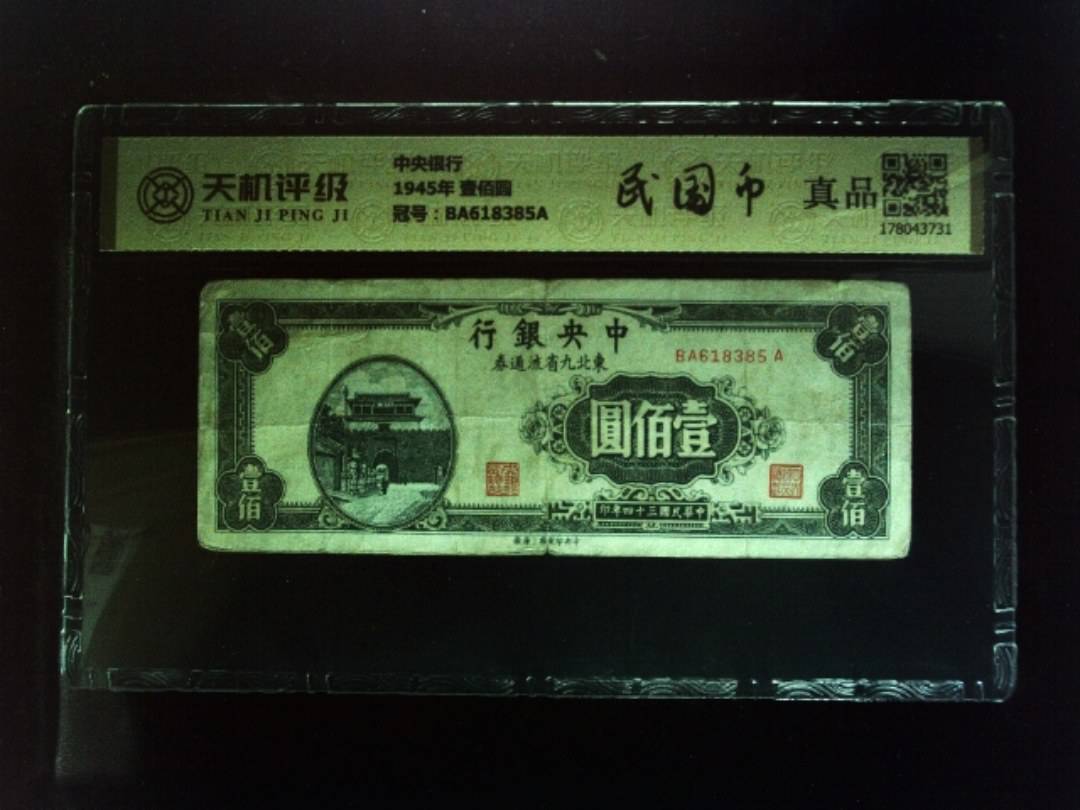 天机评级
TIAN JI PING JI
中央银行
1945年 壹佰圆
冠号：BA618385A
民国币
真品
178043731
中央銀行
東北九省流通券
BA618385A
壹佰
壹佰
壹佰圓
壹佰
壹佰
中華民國三十四年印